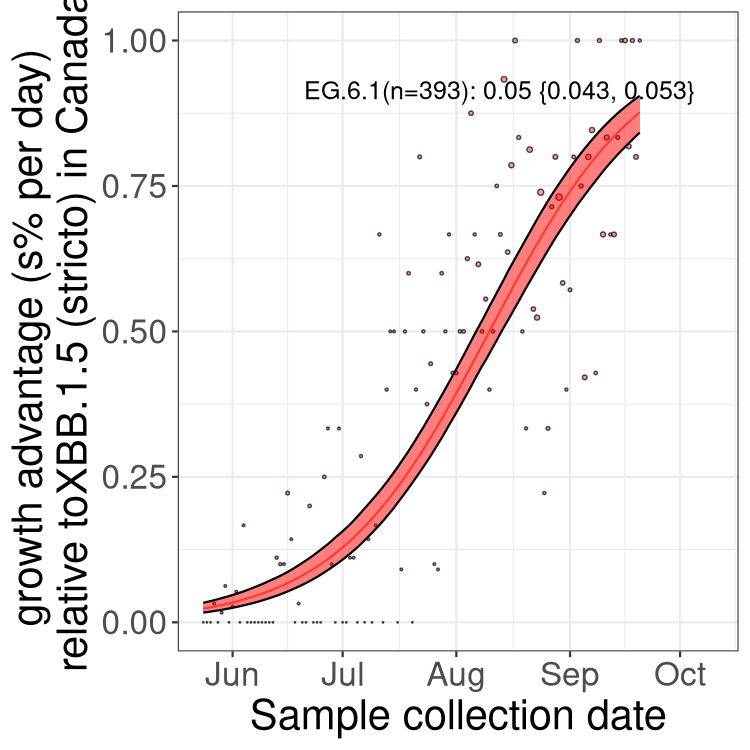 growth advantage (s% per day)
relative toXBB.1.5 (stricto) in Canada
1.00
0.75
0.50
0.25
0.00
EG.6.1(n=393): 0.05 {0.043, 0.053}
Jun Jul Aug Sep Oct
Sample collection date